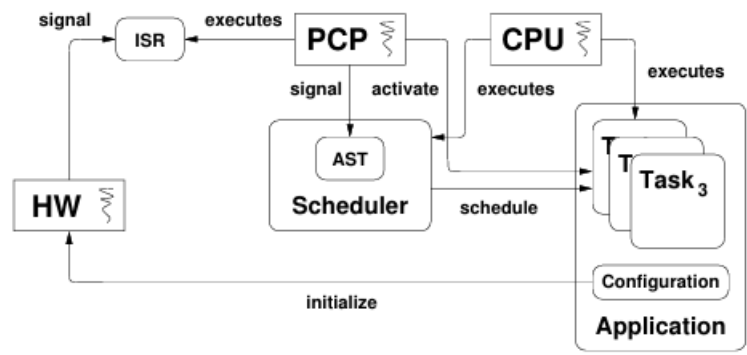 signal
executes
ISR
PCP
CPU
signal
activate
executes
executes
AST
Scheduler
T
T
Task 3
HW
schedule
Configuration
initialize
Application